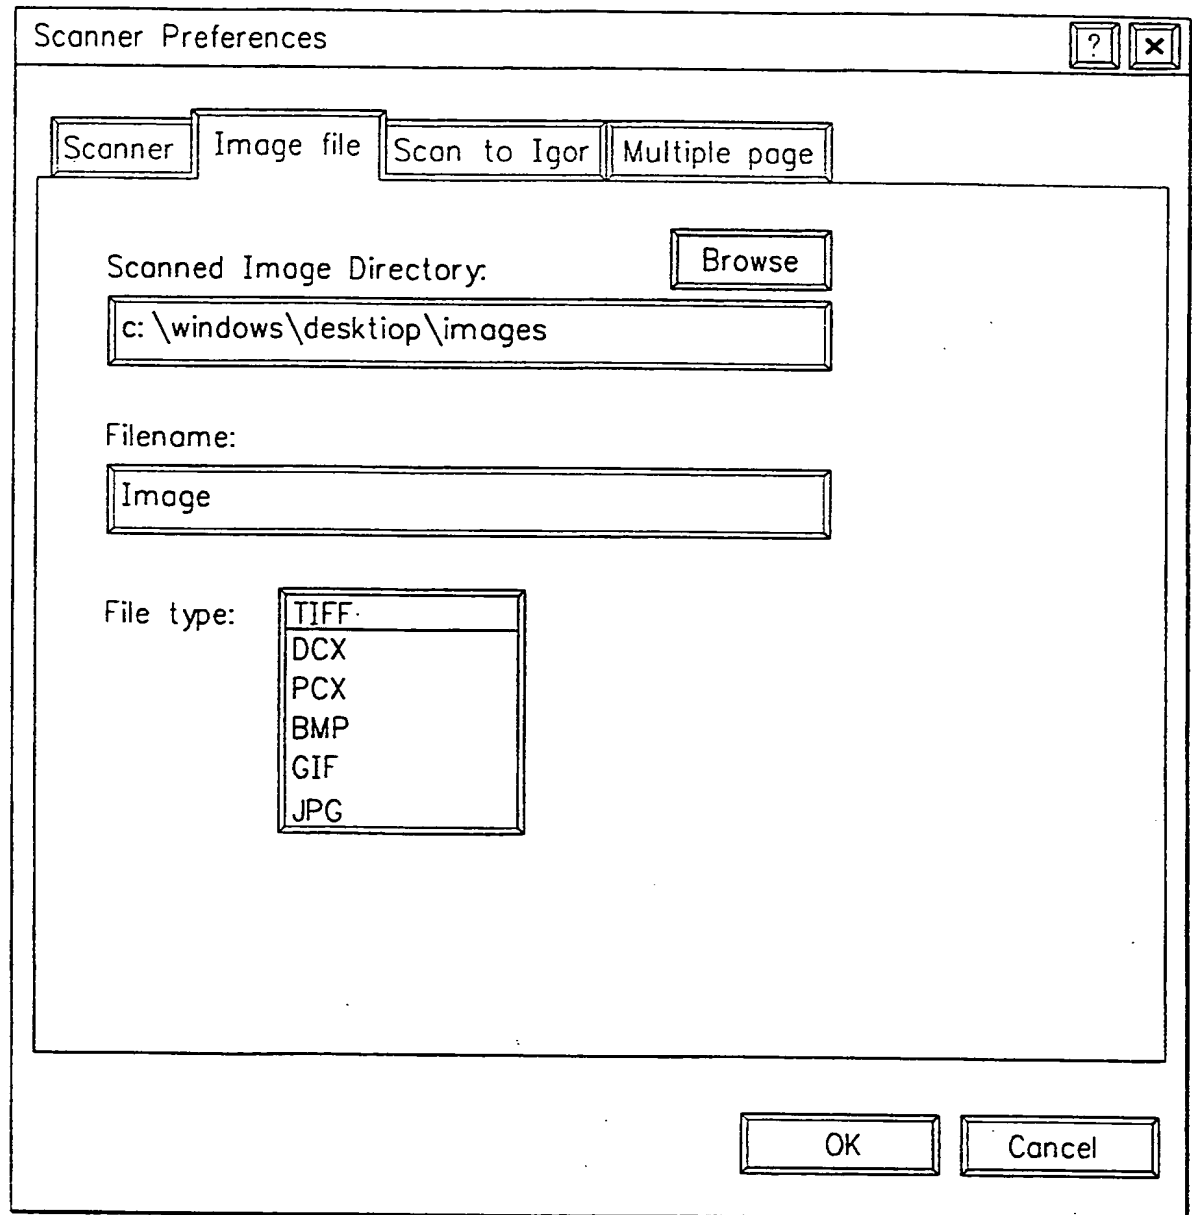 Scanner Preferences ? ×
Scanner Image file Scan to Igor Multiple page
Scanned Image Directory: Browse
c: \windows\desktiop\images
Filename:
Image
File type: TIFF
DCX
PCX
BMP
GIF
JPG
OK Cancel